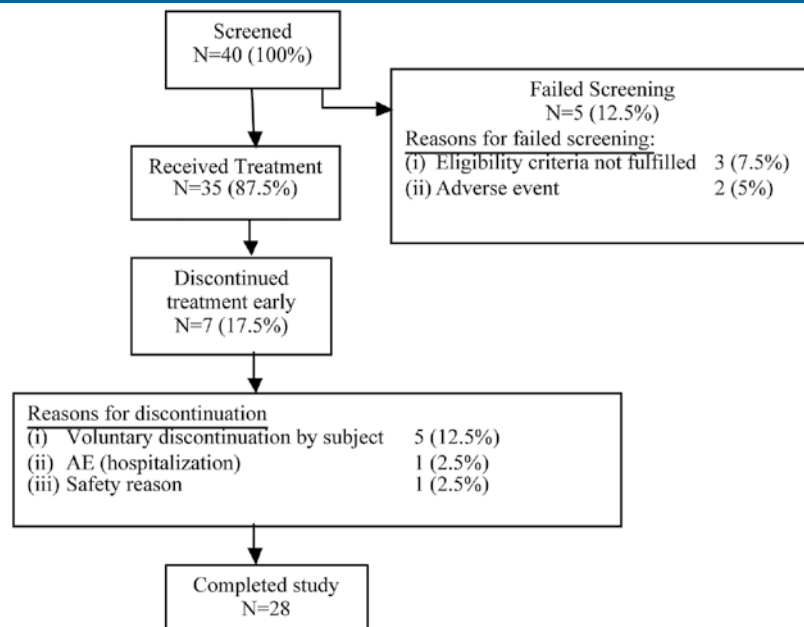 Screened
N=40 (100%)
Failed Screening
N=5 (12.5%)
Reasons for failed screening:
(i) Eligibility criteria not fulfilled 3 (7.5%)
(ii) Adverse event 2 (5%)
Received Treatment
N=35 (87.5%)
Discontinued
treatment early
N=7 (17.5%)
Reasons for discontinuation
(i) Voluntary discontinuation by subject 5 (12.5%)
(ii) AE (hospitalization) 1 (2.5%)
(iii) Safety reason 1 (2.5%)
Completed study
N=28